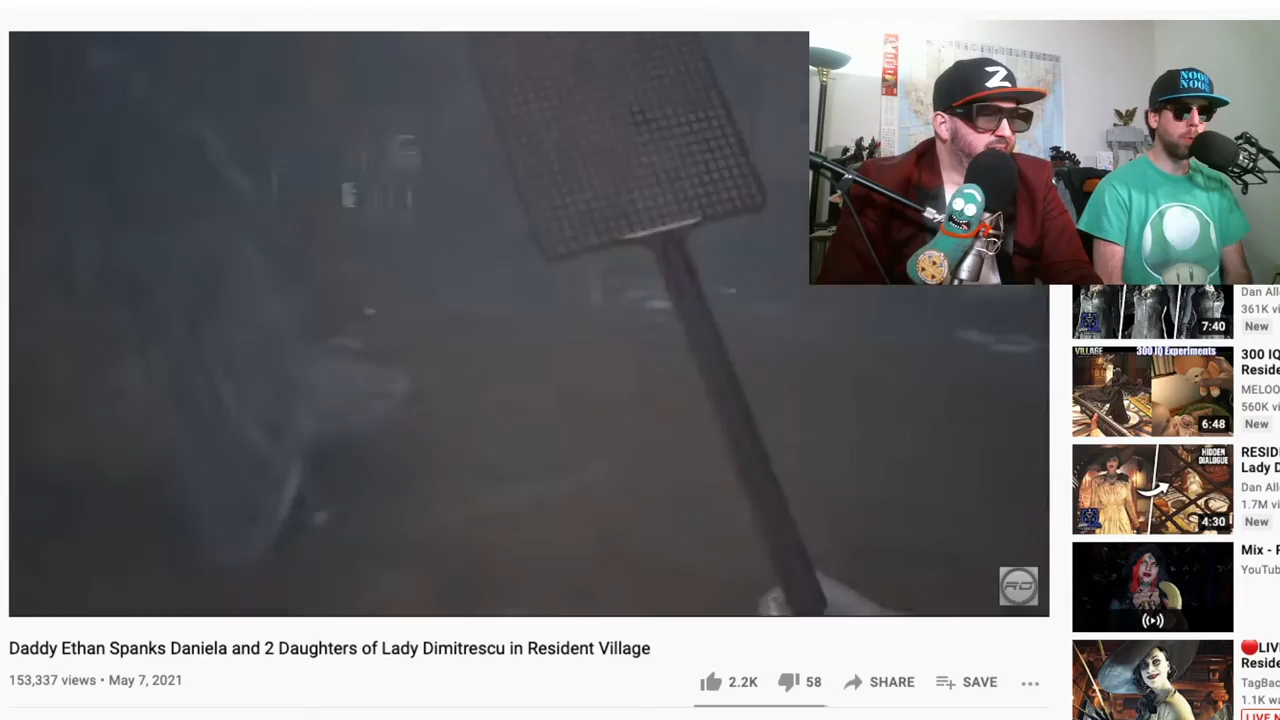 Z
NOOB
NOOB
RO
Daddy Ethan Spanks Daniela and 2 Daughters of Lady Dimitrescu in Resident Village
153,337 views • May 7, 2021
2.2K
58
SHARE
SAVE
Dan All
361K vi
7:40
New
VILLAGE
300 IQ Experiments
300 IQ
Reside
MELOO
560K vi
6:48
New
HIDDEN
DIALOGUE
RESID
Lady D
Dan All
1.7M vi
4:30
New
Mix - R
YouTub
LIV
Reside
TagBac
1.1K wa
LIVE N